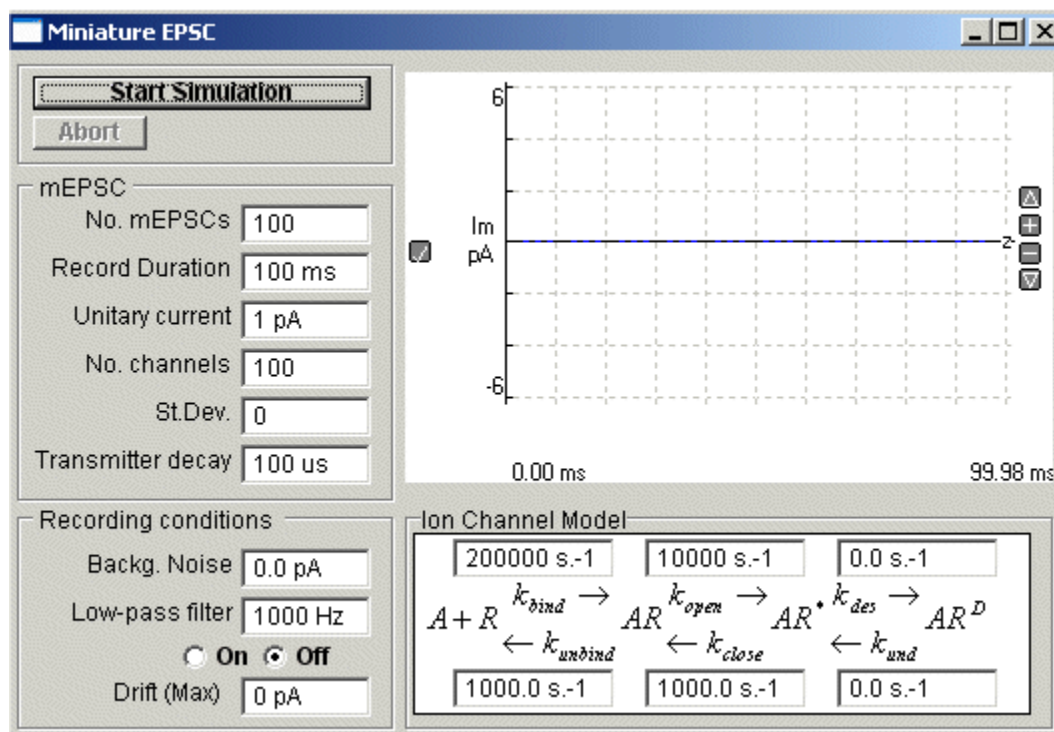 Miniature EPSC
Start Simulation
Abort
mEPSC
No. mEPSCs 100
Record Duration 100 ms
Unitary current 1 pA
No. channels 100
St.Dev. 0
Transmitter decay 100 us
Recording conditions
Backg. Noise 0.0 pA
Low-pass filter 1000 Hz
On Off
Drift (Max) 0 pA
6
Im
pA
z
-6
0.00 ms 99.98 ms
Ion Channel Model
200000 s.-1 10000 s.-1 0.0 s.-1
A + R k_bind → AR k_open → AR• k_des → AR^D
← k_unbind ← k_close ← k_und
1000.0 s.-1 1000.0 s.-1 0.0 s.-1